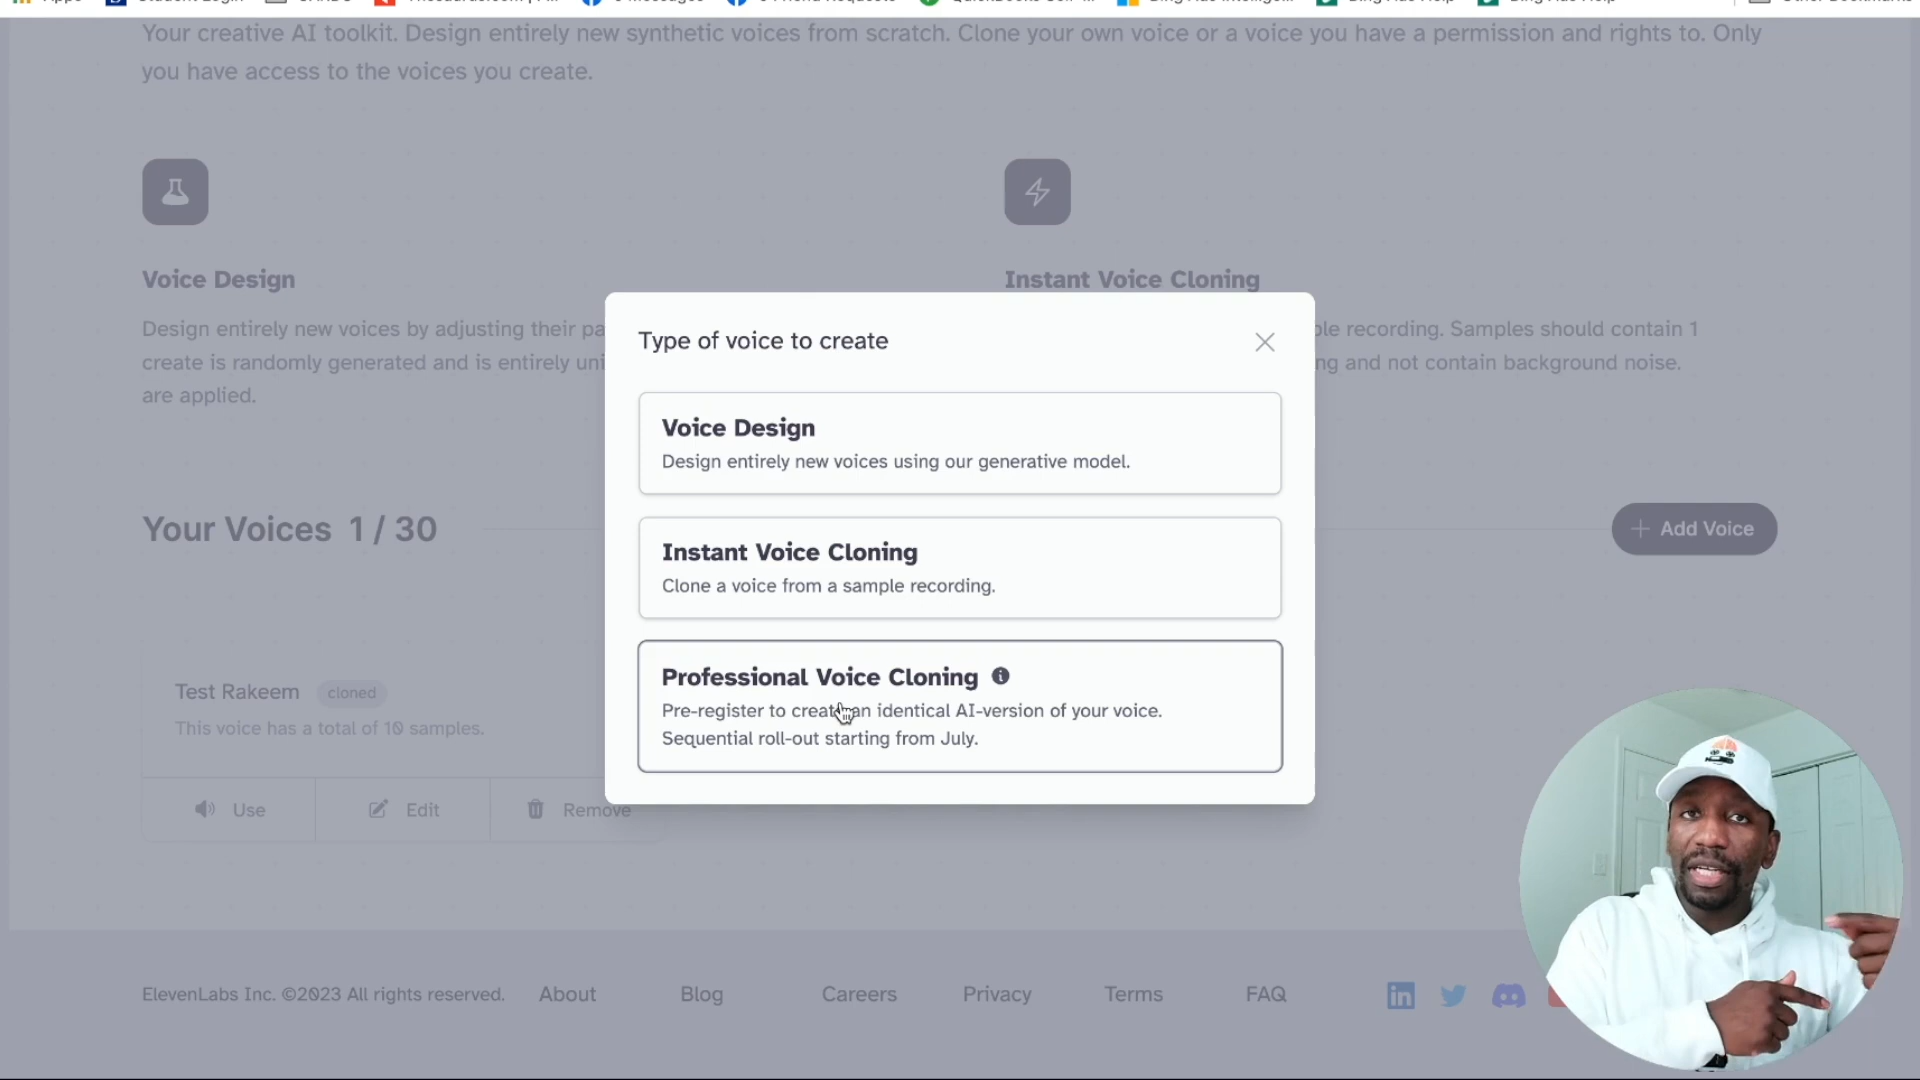 Your creative AI toolkit. Design entirely new synthetic voices from scratch. Clone your own voice or a voice you have a permission and rights to. Only
you have access to the voices you create.
Voice Design
Instant Voice Cloning
Design entirely new voices by adjusting their
recording. Samples should contain 1
create is randomly generated and is entirely
and not contain background noise.
are applied.
Type of voice to create
Voice Design
Design entirely new voices using our generative model.
Instant Voice Cloning
Clone a voice from a sample recording.
Professional Voice Cloning
Pre-register to create an identical AI-version of your voice.
Sequential roll-out starting from July.
Your Voices 1 / 30
+ Add Voice
Test Rakeem cloned
This voice has a total of 10 samples.
Use Edit Remove
ElevenLabs Inc. ©2023 All rights reserved. About Blog Careers Privacy Terms FAQ